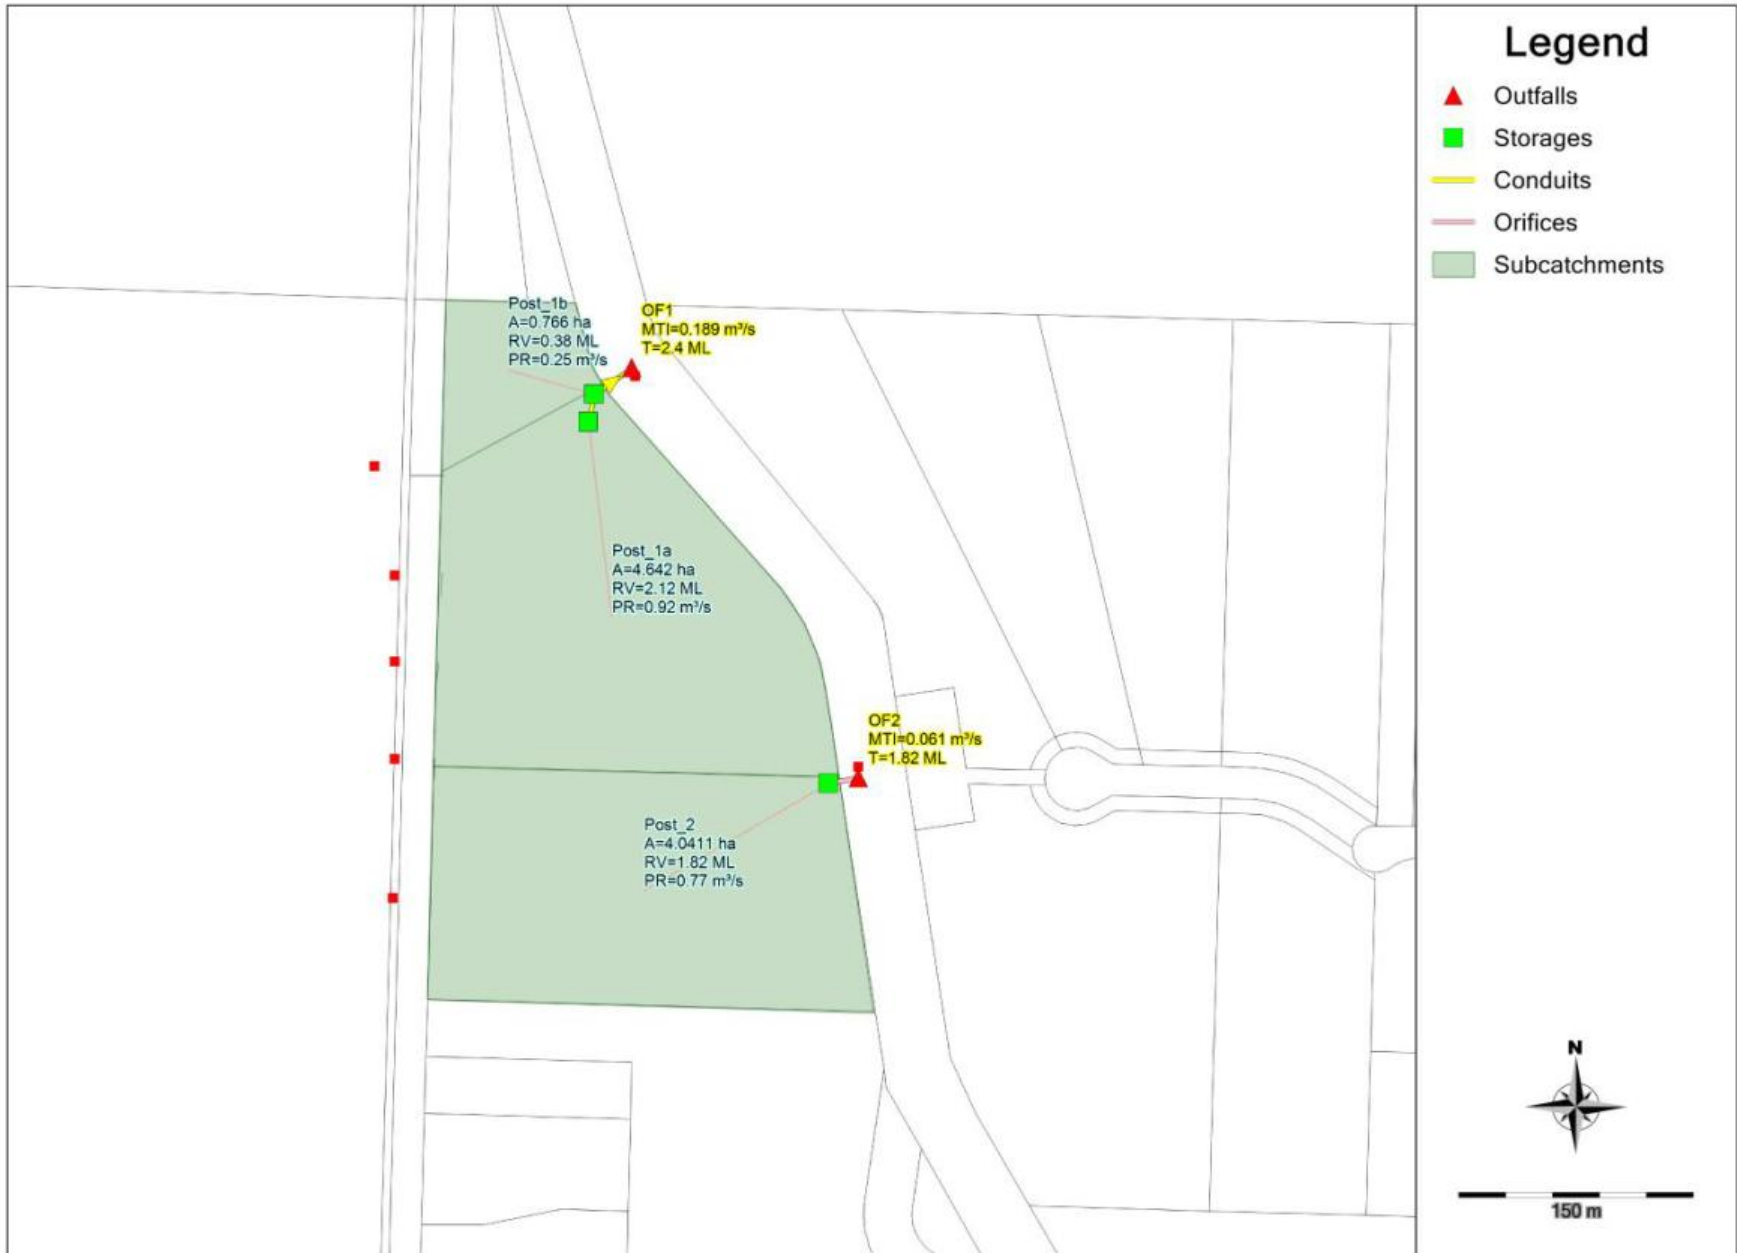 Legend
Outfalls
Storages
Conduits
Orifices
Subcatchments
Post_1b
A=0.766 ha
RV=0.38 ML
PR=0.25 m³/s
OF1
MTI=0.189 m³/s
T=2.4 ML
Post_1a
A=4.642 ha
RV=2.12 ML
PR=0.92 m³/s
OF2
MTI=0.061 m³/s
T=1.82 ML
Post_2
A=4.0411 ha
RV=1.82 ML
PR=0.77 m³/s
N
150 m